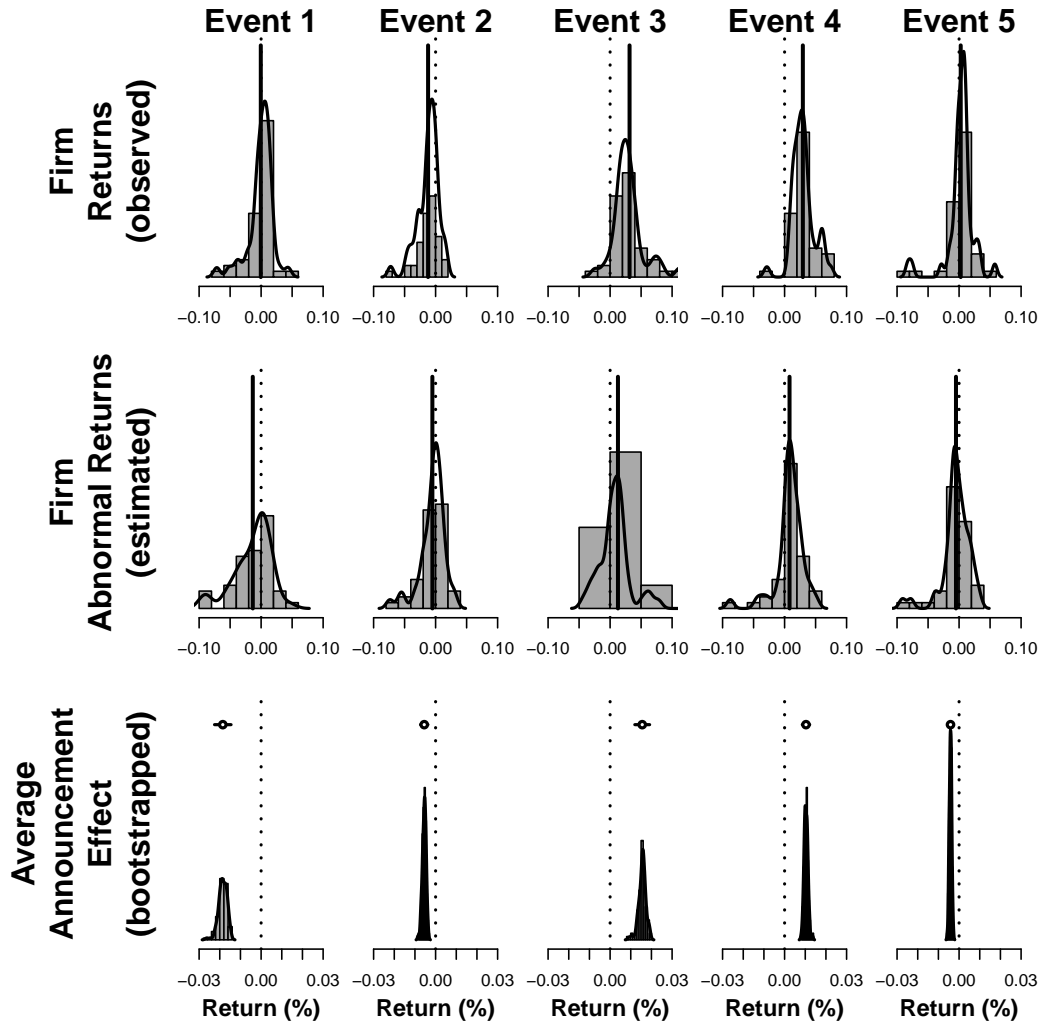 Event 1 Event 2 Event 3 Event 4 Event 5
Firm
Returns
(observed)
−0.10 0.00 0.10 −0.10 0.00 0.10 −0.10 0.00 0.10 −0.10 0.00 0.10 −0.10 0.00 0.10
Firm
Abnormal Returns
(estimated)
−0.10 0.00 0.10 −0.10 0.00 0.10 −0.10 0.00 0.10 −0.10 0.00 0.10 −0.10 0.00 0.10
Average
Announcement
Effect
(bootstrapped)
−0.03 0.00 0.03 −0.03 0.00 0.03 −0.03 0.00 0.03 −0.03 0.00 0.03 −0.03 0.00 0.03
Return (%) Return (%) Return (%) Return (%) Return (%)